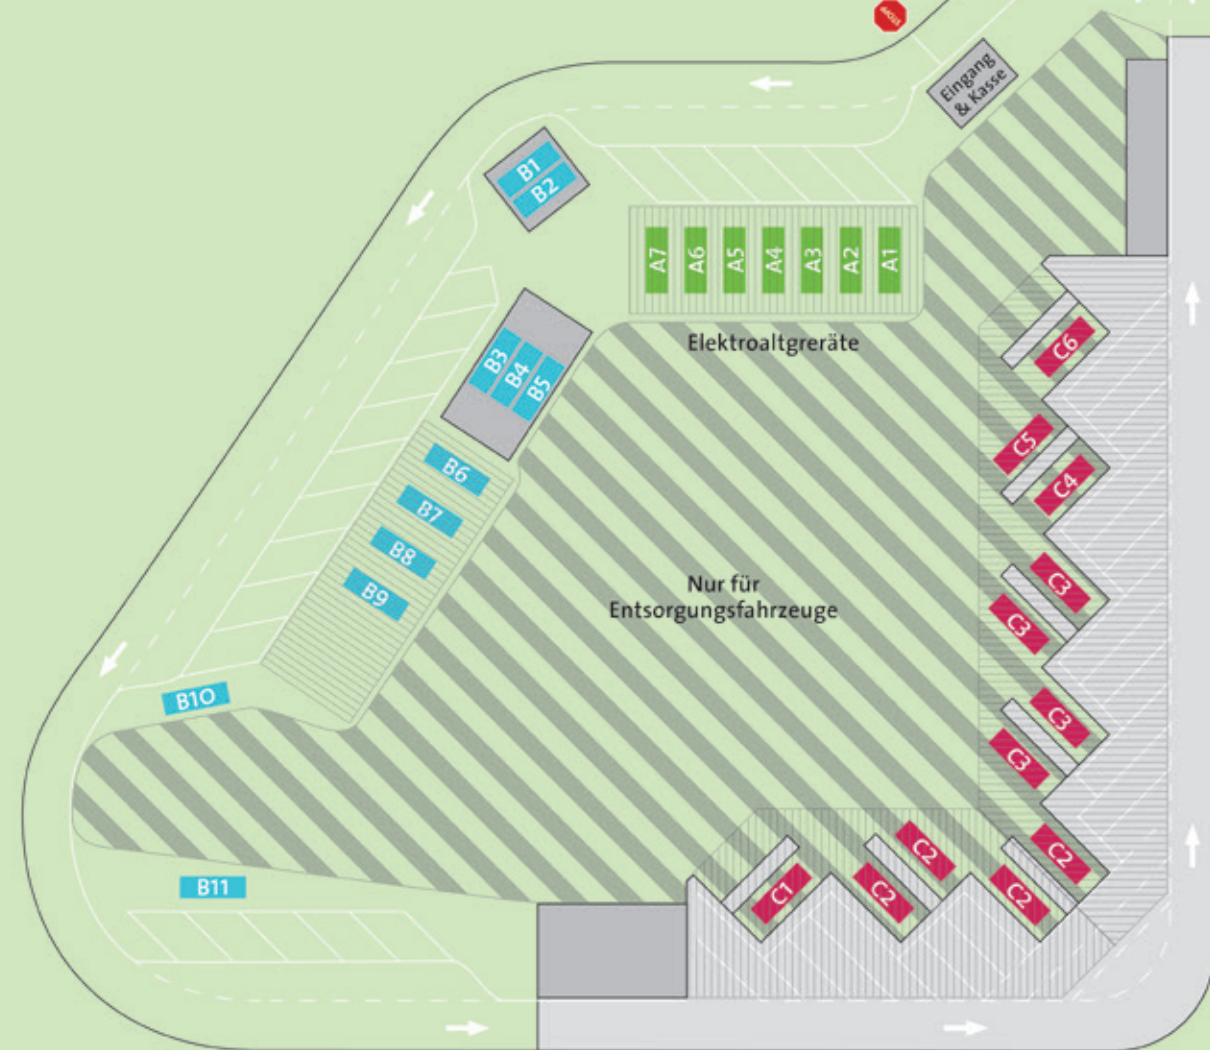 STOP
Eingang
& Kasse
B1
B2
A7
A6
A5
A4
A3
A2
A1
Elektroaltgreräte
B3
B4
B5
C6
C5
C4
B6
B7
B8
B9
Nur für
Entsorgungsfahrzeuge
C3
C3
C3
C3
B10
B11
C2
C2
C1
C2
C2